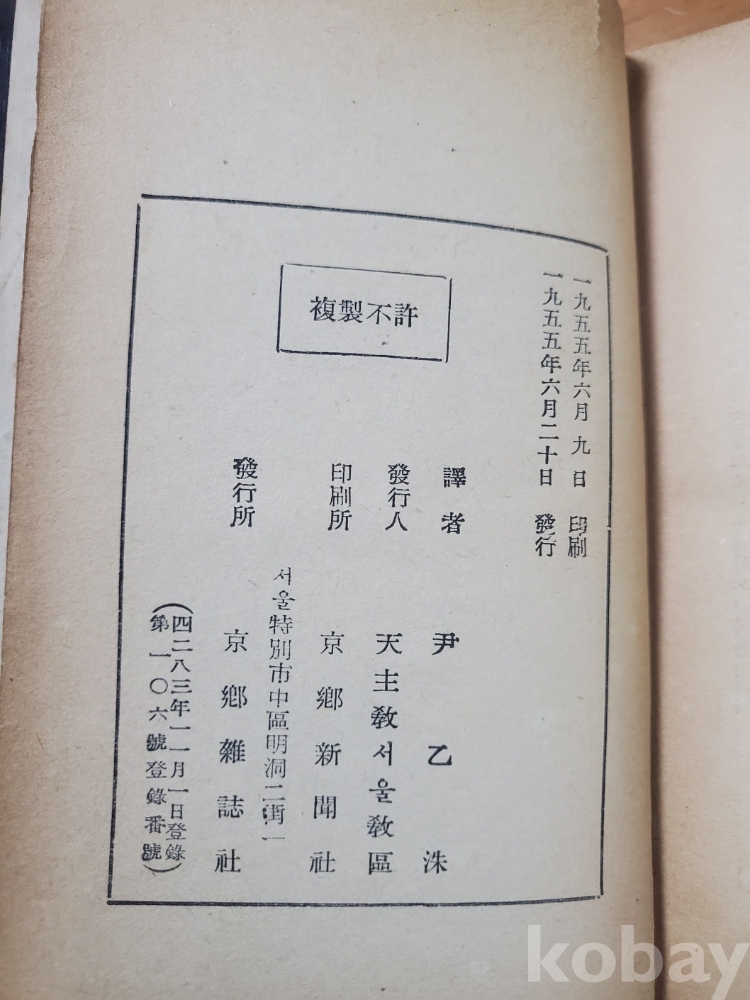 一九五五年六月九日 印刷
一九五五年六月二十日 發行
複製不許
譯者 尹乙洙
發行人 天主敎서울敎區
印刷所 京鄕新聞社
서울特別市中區明洞二街一
發行所 京鄕雜誌社
(四二八三年一一月一日登錄
第一〇六號登錄番號)
kobay